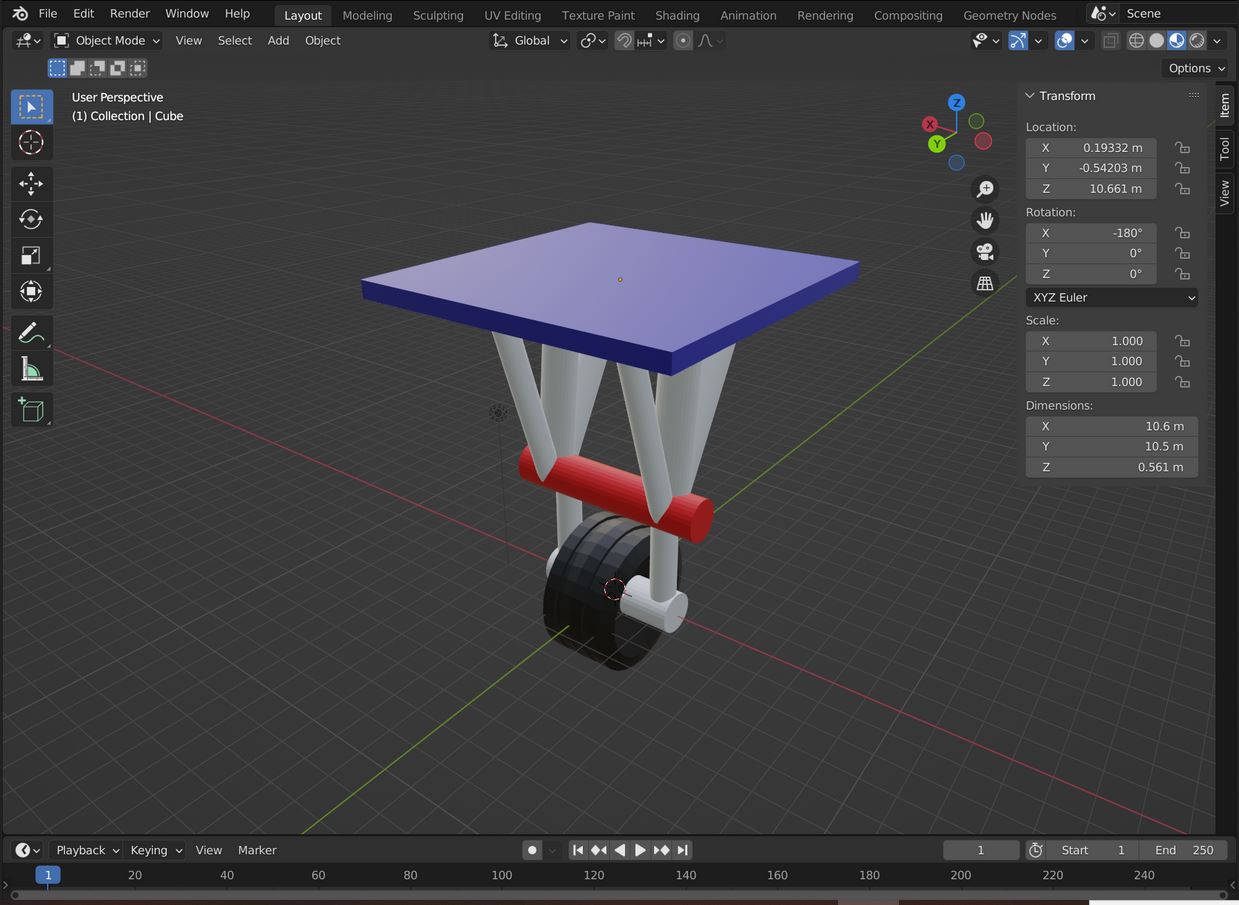 File Edit Render Window Help Layout Modeling Sculpting UV Editing Texture Paint Shading Animation Rendering Compositing Geometry Nodes Scene
Object Mode View Select Add Object Global
Options
User Perspective
(1) Collection | Cube
Z
X
Y
Transform
Location:
X 0.19332 m
Y -0.54203 m
Z 10.661 m
Rotation:
X -180°
Y 0°
Z 0°
XYZ Euler
Scale:
X 1.000
Y 1.000
Z 1.000
Dimensions:
X 10.6 m
Y 10.5 m
Z 0.561 m
Item
Tool
View
Playback Keying View Marker 1 Start 1 End 250
1 20 40 60 80 100 120 140 160 180 200 220 240